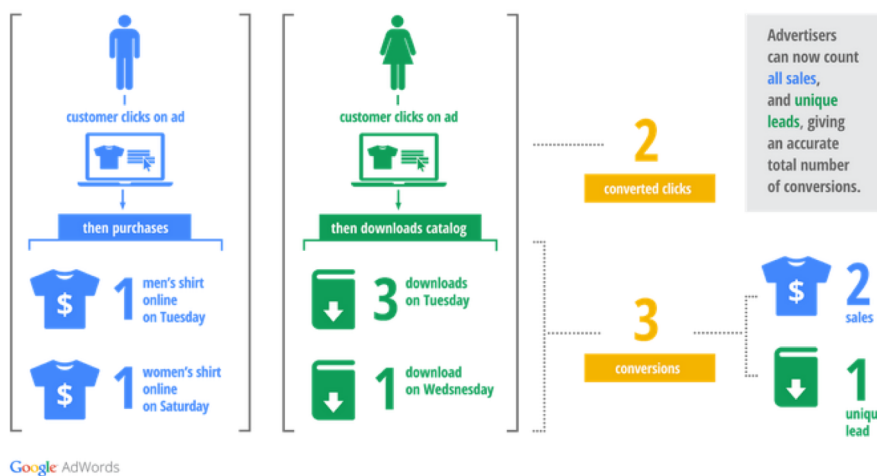 customer clicks on ad
then purchases
$
1
men's shirt
online
on Tuesday
$
1
women's shirt
online
on Saturday
customer clicks on ad
then downloads catalog
3
downloads
on Tuesday
1
download
on Wedsnesday
2
converted clicks
3
conversions
Advertisers
can now count
all sales,
and unique
leads, giving
an accurate
total number
of conversions.
$
2
sales
1
uniqu
lead
Google AdWords